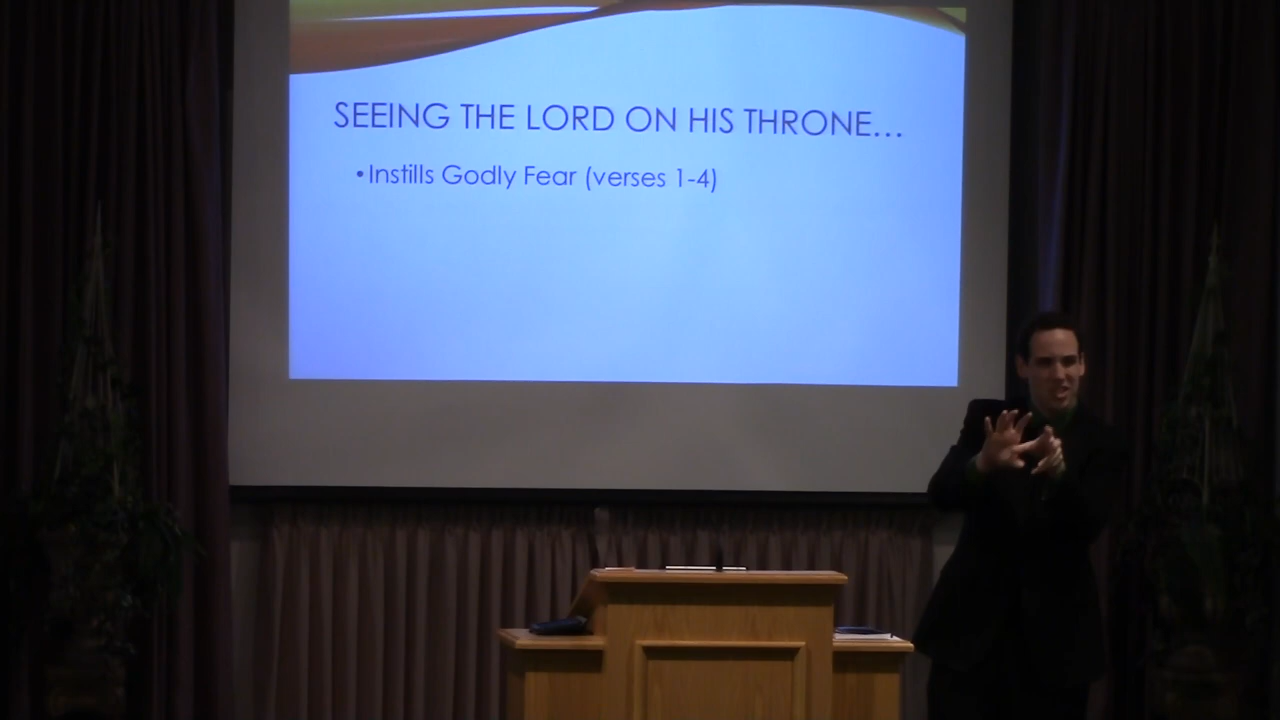 SEEING THE LORD ON HIS THRONE…
•Instills Godly Fear (verses 1-4)